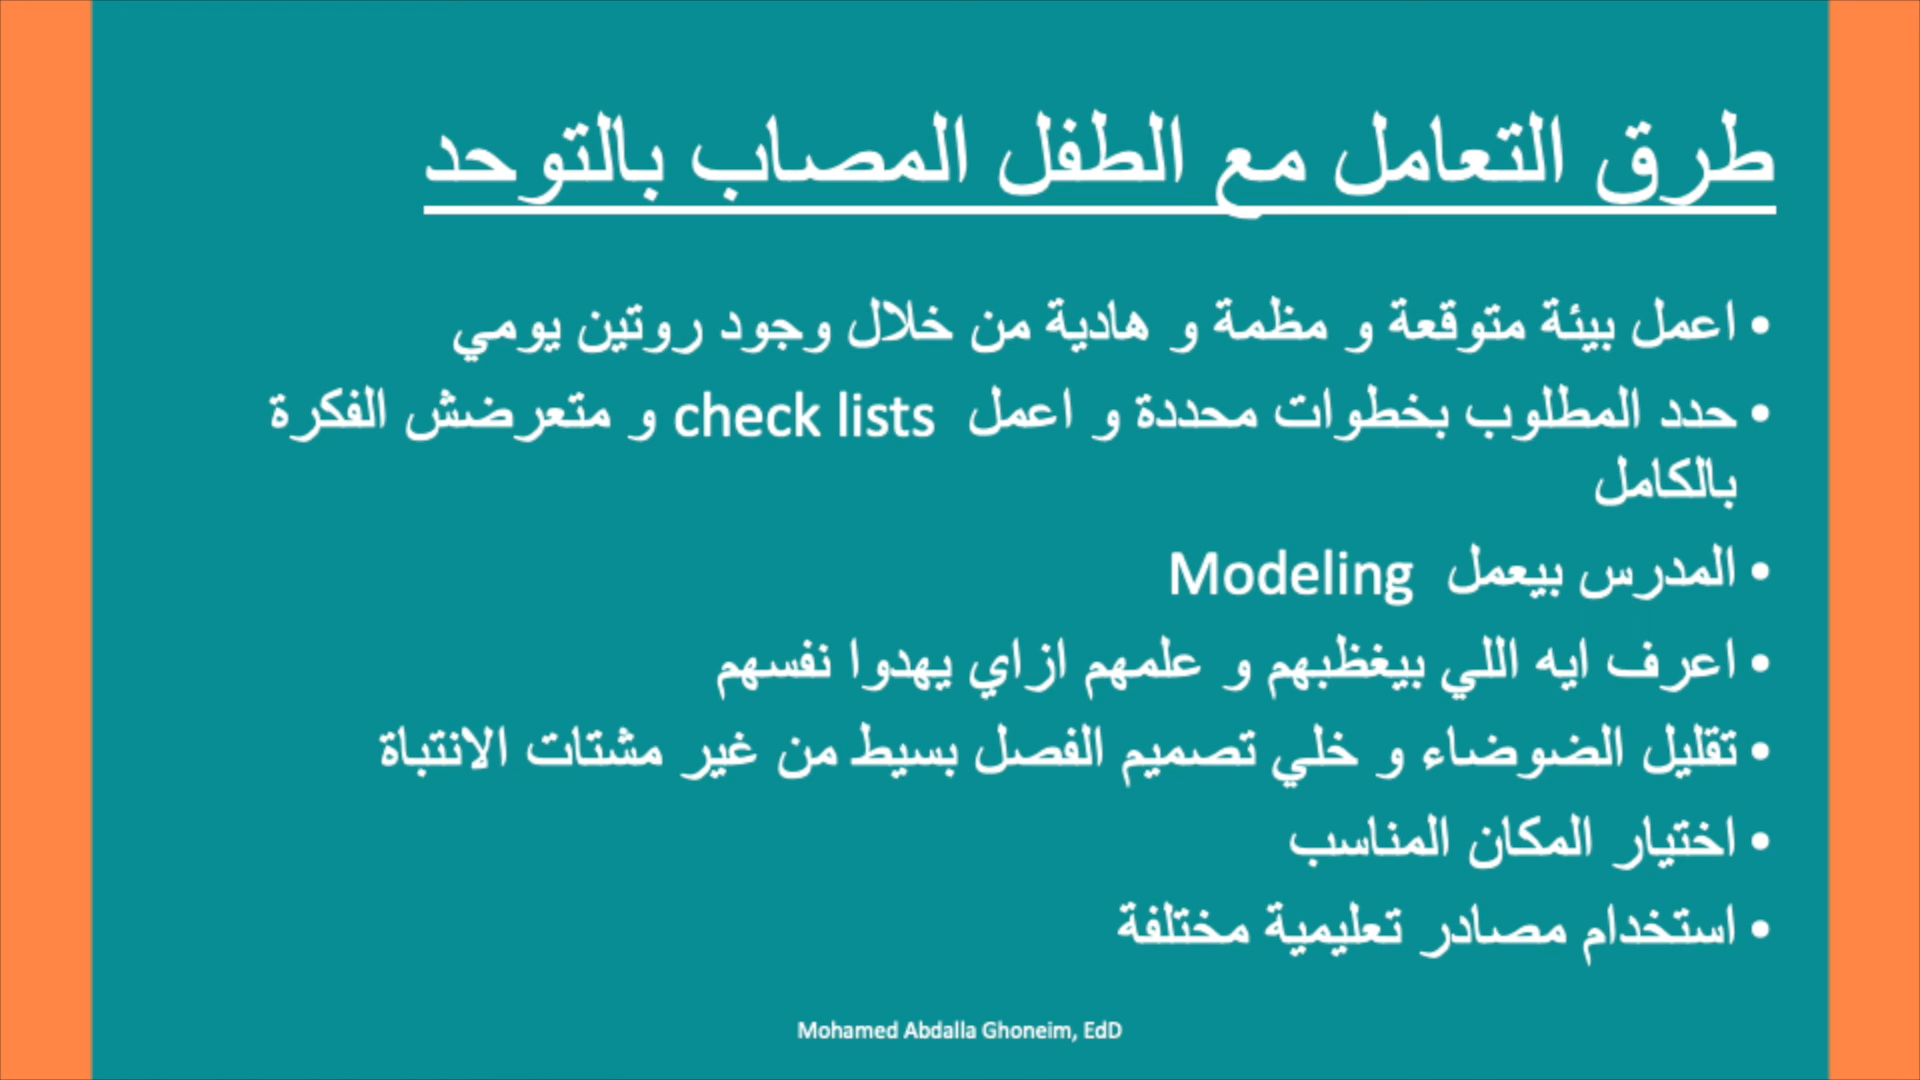 طرق التعامل مع الطفل المصاب بالتوحد
• اعمل بيئة متوقعة و مظمة و هادية من خلال وجود روتين يومي
• حدد المطلوب بخطوات محددة و اعمل check lists و متعرضش الفكرة
بالكامل
• المدرس بيعمل Modeling
• اعرف ايه اللي بيغظبهم و علمهم ازاي يهدوا نفسهم
• تقليل الضوضاء و خلي تصميم الفصل بسيط من غير مشتات الانتباة
• اختيار المكان المناسب
• استخدام مصادر تعليمية مختلفة
Mohamed Abdalla Ghoneim, EdD